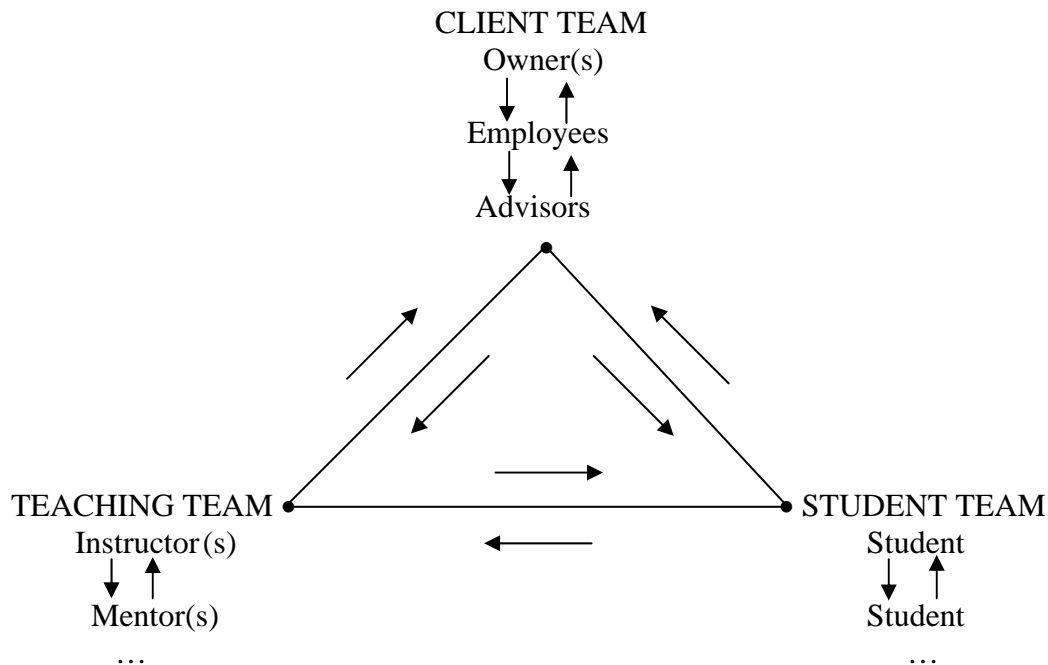 CLIENT TEAM
Owner(s)
Employees
Advisors
TEACHING TEAM
Instructor(s)
Mentor(s)
…
STUDENT TEAM
Student
Student
…